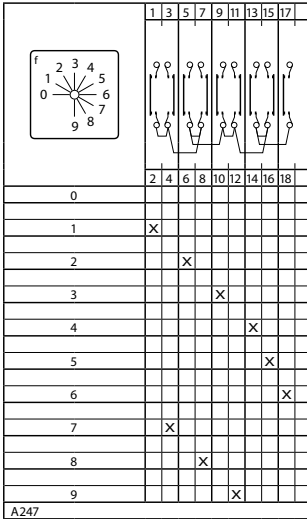 1 3 5 7 9 11 13 15 17
f
0 1 2 3 4 5 6 7 8 9
2 4 6 8 10 12 14 16 18
0
1 X
2 X
3 X
4 X
5 X
6 X
7 X
8 X
9 X
A247